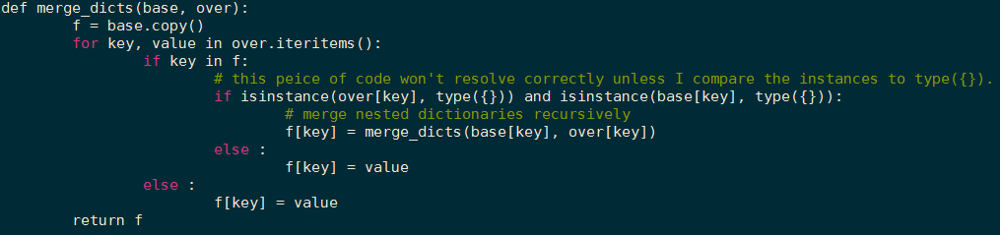 def merge_dicts(base, over):
        f = base.copy()
        for key, value in over.iteritems():
                if key in f:
                        # this peice of code won't resolve correctly unless I compare the instances to type({}).
                        if isinstance(over[key], type({})) and isinstance(base[key], type({})):
                                # merge nested dictionaries recursively
                                f[key] = merge_dicts(base[key], over[key])
                        else :
                                f[key] = value
                else :
                        f[key] = value
        return f